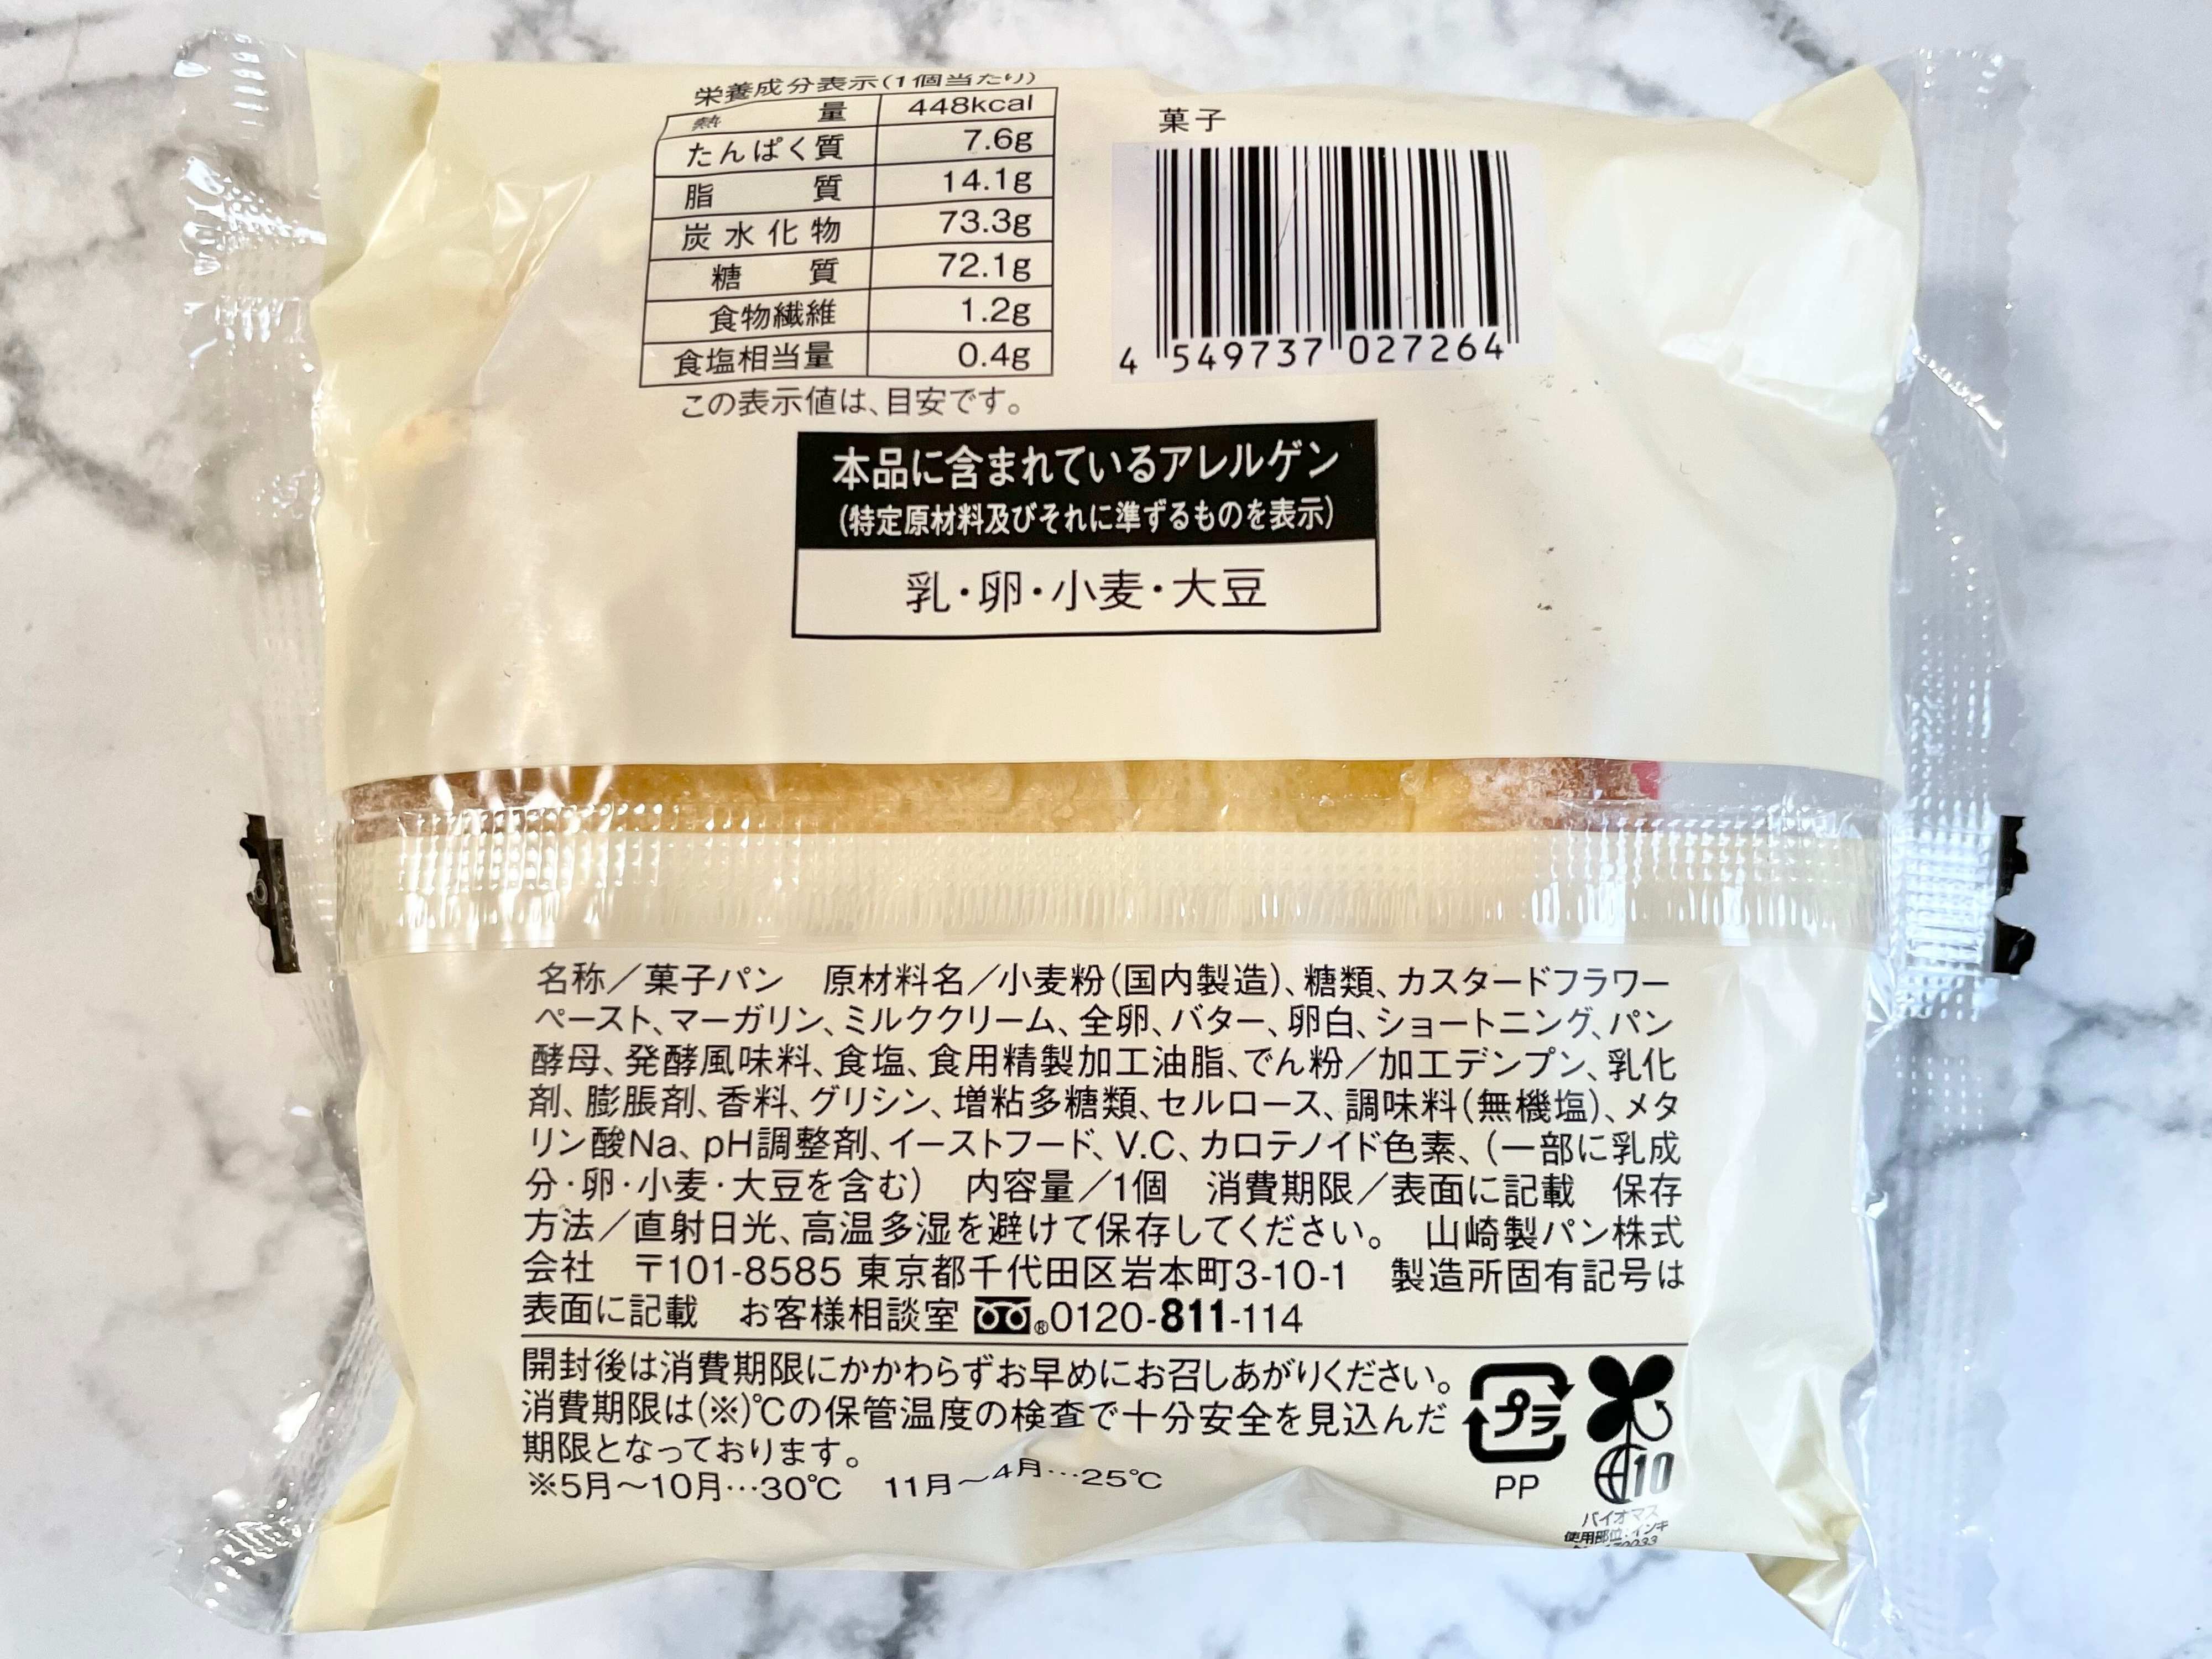 栄養成分表示(1個当たり)
熱量 448kcal
たんぱく質 7.6g
脂質 14.1g
炭水化物 73.3g
糖質 72.1g
食物繊維 1.2g
食塩相当量 0.4g
この表示値は、目安です。
菓子
4 549737 027264
本品に含まれているアレルゲン
(特定原材料及びそれに準ずるものを表示)
乳・卵・小麦・大豆
名称／菓子パン　原材料名／小麦粉(国内製造)、糖類、カスタードフラワー
ペースト、マーガリン、ミルククリーム、全卵、バター、卵白、ショートニング、パン
酵母、発酵風味料、食塩、食用精製加工油脂、でん粉／加工デンプン、乳化
剤、膨脹剤、香料、グリシン、増粘多糖類、セルロース、調味料(無機塩)、メタ
リン酸Na、pH調整剤、イーストフード、V.C、カロテノイド色素、(一部に乳成
分・卵・小麦・大豆を含む)　内容量／1個　消費期限／表面に記載　保存
方法／直射日光、高温多湿を避けて保存してください。　山崎製パン株式
会社　〒101-8585 東京都千代田区岩本町3-10-1　製造所固有記号は
表面に記載　お客様相談室 ®0120-811-114
開封後は消費期限にかかわらずお早めにお召しあがりください。
消費期限は(※)℃の保管温度の検査で十分安全を見込んだ
期限となっております。
※5月～10月…30℃　11月～4月…25℃
プラ
PP
10
バイオマス
使用部位:インキ